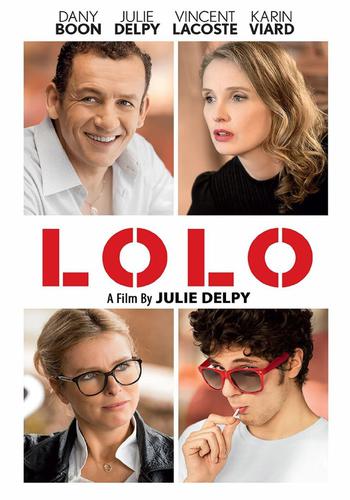 DANY JULIE VINCENT KARIN
BOON DELPY LACOSTE VIARD
LOLO
A Film By JULIE DELPY